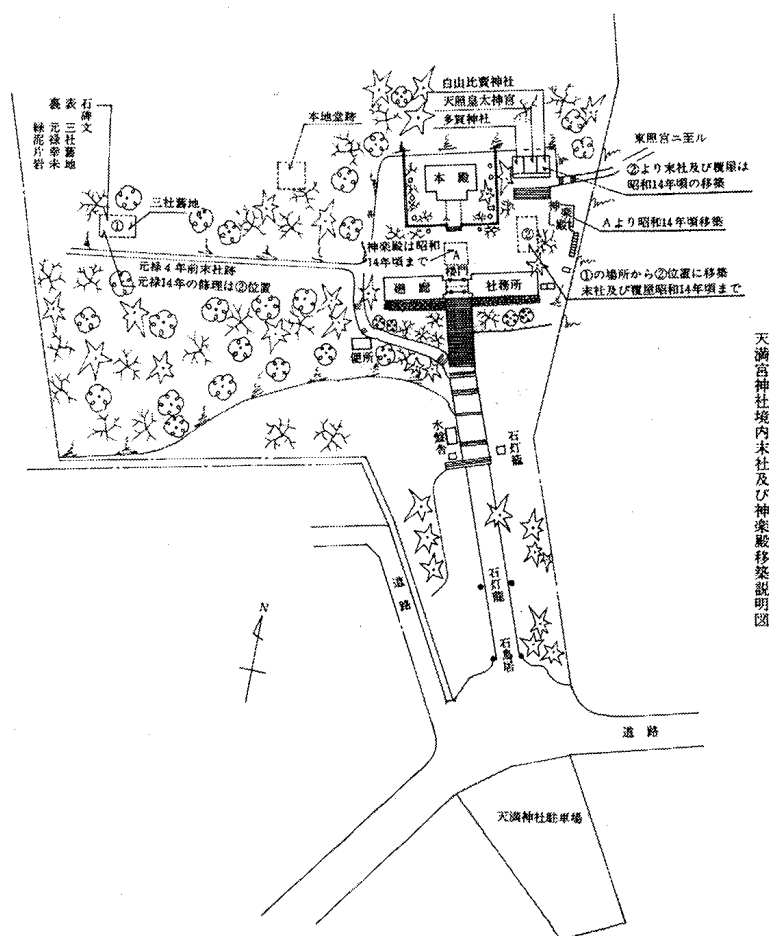 天満宮神社境内末社及び神楽殿移築説明図
石碑文
表 三社舊地
裏 元禄辛未
緑泥片岩
①
三社舊地
本地堂跡
白山比賣神社
天照皇太神宮
多賀神社
東照宮ニ至ル
②より末社及び覆屋は
昭和14年頃の移築
本殿
神楽殿
Aより昭和14年頃移築
②
神楽殿は昭和
14年頃まで
A
楼門
元禄4年前末社跡
元禄14年の修理は②位置
廻廊
社務所
①の場所から②位置に移築
末社及び覆屋昭和14年頃まで
便所
水盤舎
石灯籠
石灯籠
道路
石鳥居
N
道路
天満神社駐車場